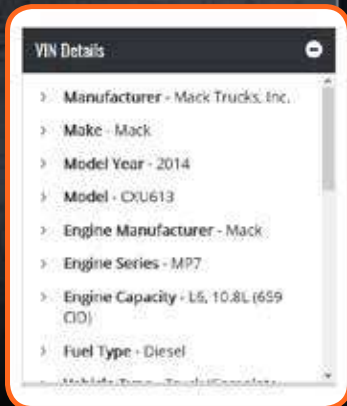 VIN Details
Manufacturer - Mack Trucks, Inc.
Make - Mack
Model Year - 2014
Model - CXU613
Engine Manufacturer - Mack
Engine Series - MP7
Engine Capacity - L6, 10.8L (659
CID)
Fuel Type - Diesel